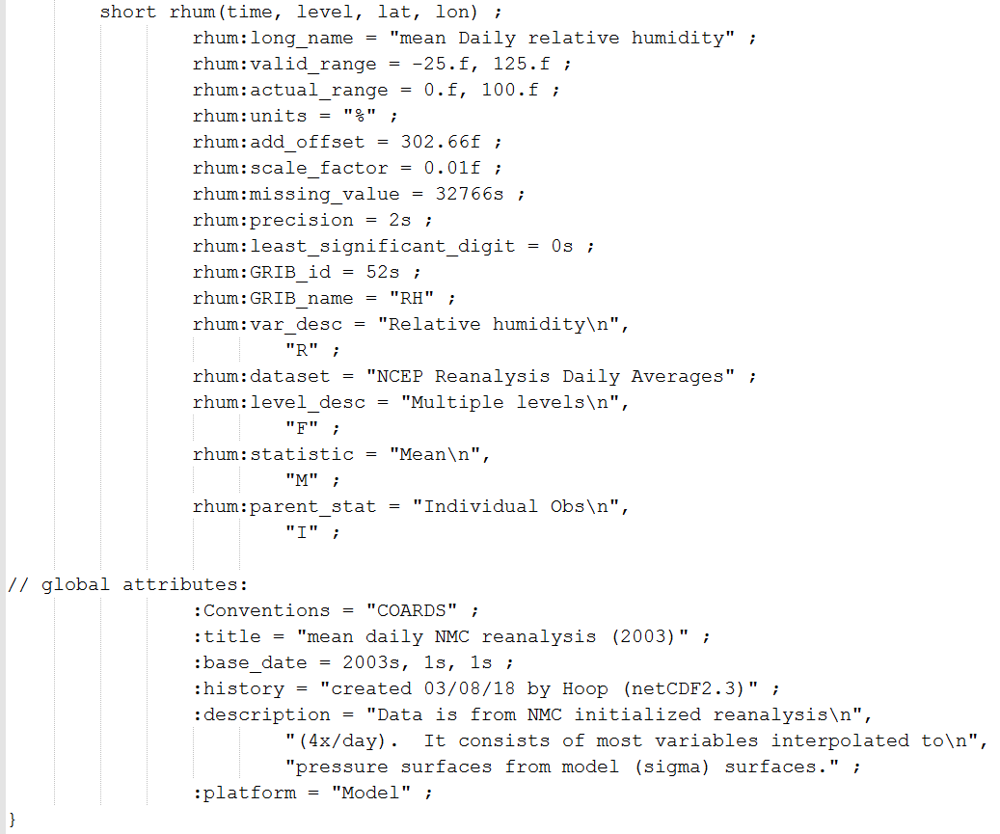 short rhum(time, level, lat, lon) ;
rhum:long_name = "mean Daily relative humidity" ;
rhum:valid_range = -25.f, 125.f ;
rhum:actual_range = 0.f, 100.f ;
rhum:units = "%" ;
rhum:add_offset = 302.66f ;
rhum:scale_factor = 0.01f ;
rhum:missing_value = 32766s ;
rhum:precision = 2s ;
rhum:least_significant_digit = 0s ;
rhum:GRIB_id = 52s ;
rhum:GRIB_name = "RH" ;
rhum:var_desc = "Relative humidity\n",
"R" ;
rhum:dataset = "NCEP Reanalysis Daily Averages" ;
rhum:level_desc = "Multiple levels\n",
"F" ;
rhum:statistic = "Mean\n",
"M" ;
rhum:parent_stat = "Individual Obs\n",
"I" ;
// global attributes:
:Conventions = "COARDS" ;
:title = "mean daily NMC reanalysis (2003)" ;
:base_date = 2003s, 1s, 1s ;
:history = "created 03/08/18 by Hoop (netCDF2.3)" ;
:description = "Data is from NMC initialized reanalysis\n",
"(4x/day).  It consists of most variables interpolated to\n",
"pressure surfaces from model (sigma) surfaces." ;
:platform = "Model" ;
}